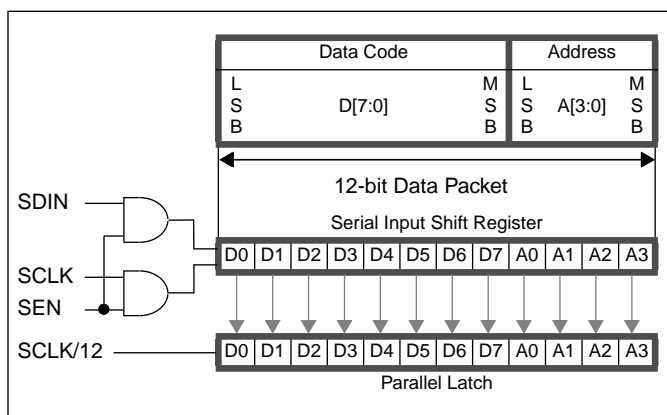 Data Code Address
L M L M
S D[7:0] S S A[3:0] S
B B B B
12-bit Data Packet
SDIN
Serial Input Shift Register
D0 D1 D2 D3 D4 D5 D6 D7 A0 A1 A2 A3
SCLK
SEN
SCLK/12
D0 D1 D2 D3 D4 D5 D6 D7 A0 A1 A2 A3
Parallel Latch